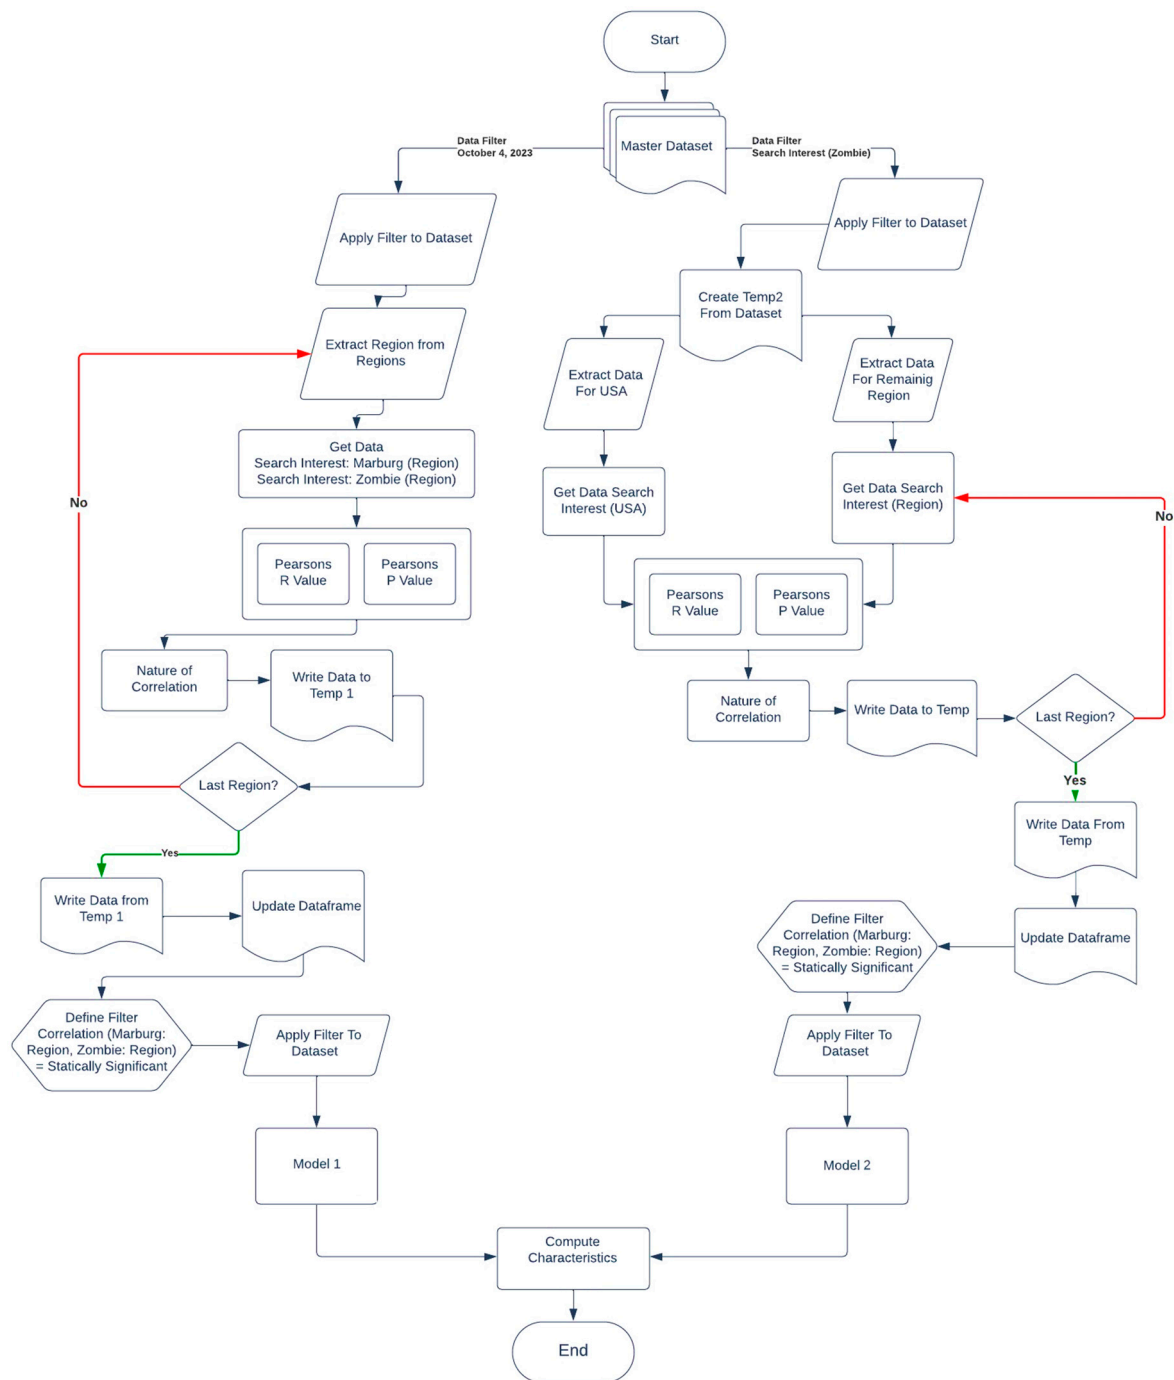 Start
Master Dataset
Data Filter
October 4, 2023
Data Filter
Search Interest (Zombie)
Apply Filter to Dataset
Extract Region from
Regions
Get Data
Search Interest: Marburg (Region)
Search Interest: Zombie (Region)
Pearsons
R Value
Pearsons
P Value
Nature of
Correlation
Write Data to
Temp 1
Last Region?
No
Yes
Write Data from
Temp 1
Update Dataframe
Define Filter
Correlation (Marburg:
Region, Zombie: Region)
= Statically Significant
Apply Filter To
Dataset
Model 1
Apply Filter to Dataset
Create Temp2
From Dataset
Extract Data
For USA
Extract Data
For Remainig
Region
Get Data Search
Interest (USA)
Get Data Search
Interest (Region)
Pearsons
R Value
Pearsons
P Value
Nature of
Correlation
Write Data to Temp
Last Region?
No
Yes
Write Data From
Temp
Update Dataframe
Define Filter
Correlation (Marburg:
Region, Zombie: Region)
= Statically Significant
Apply Filter To
Dataset
Model 2
Compute
Characteristics
End